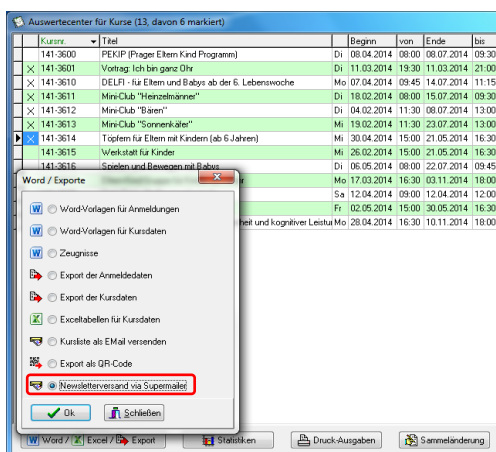 Auswertecenter für Kurse (13, davon 6 markiert)
Kursnr. Titel Beginn von Ende bis
141-3600 PEKIP (Prager Eltern Kind Programm) Di 08.04.2014 08:00 08.07.2014 09:30
141-3601 Vortrag: Ich bin ganz Ohr Di 11.03.2014 19:30 11.03.2014 21:00
141-3610 DELFI - für Eltern und Babys ab der 6. Lebenswoche Mo 07.04.2014 09:45 14.07.2014 11:15
141-3611 Mini-Club "Heinzelmänner" Di 18.02.2014 08:00 15.07.2014 09:30
141-3612 Mini-Club "Bären" Di 04.02.2014 11:30 08.07.2014 13:00
141-3613 Mini-Club "Sonnenkäfer" Mi 19.02.2014 11:30 23.07.2014 13:00
141-3614 Töpfern für Eltern mit Kindern (ab 6 Jahren) Mi 30.04.2014 15:00 21.05.2014 16:30
141-3615 Werkstatt für Kinder Mi 26.02.2014 15:00 21.05.2014 16:30
141-3616 Spielen und Bewegen mit Babys Di 06.05.2014 08:00 22.07.2014 09:45
Mo 17.03.2014 16:30 03.11.2014 18:00
Sa 12.04.2014 09:00 12.04.2014 12:00
Fr 02.05.2014 15:00 30.05.2014 16:30
heit und kognitiver Leistu Mo 28.04.2014 16:30 10.11.2014 18:00
Word / Exporte
Word-Vorlagen für Anmeldungen
Word-Vorlagen für Kursdaten
Zeugnisse
Export der Anmeldedaten
Export der Kursdaten
Exceltabellen für Kursdaten
Kursliste als EMail versenden
Export als QR-Code
Newsletterversand via Supermailer
Ok Schließen
Word / Excel / Export Statistiken Druck-Ausgaben Sammeländerung